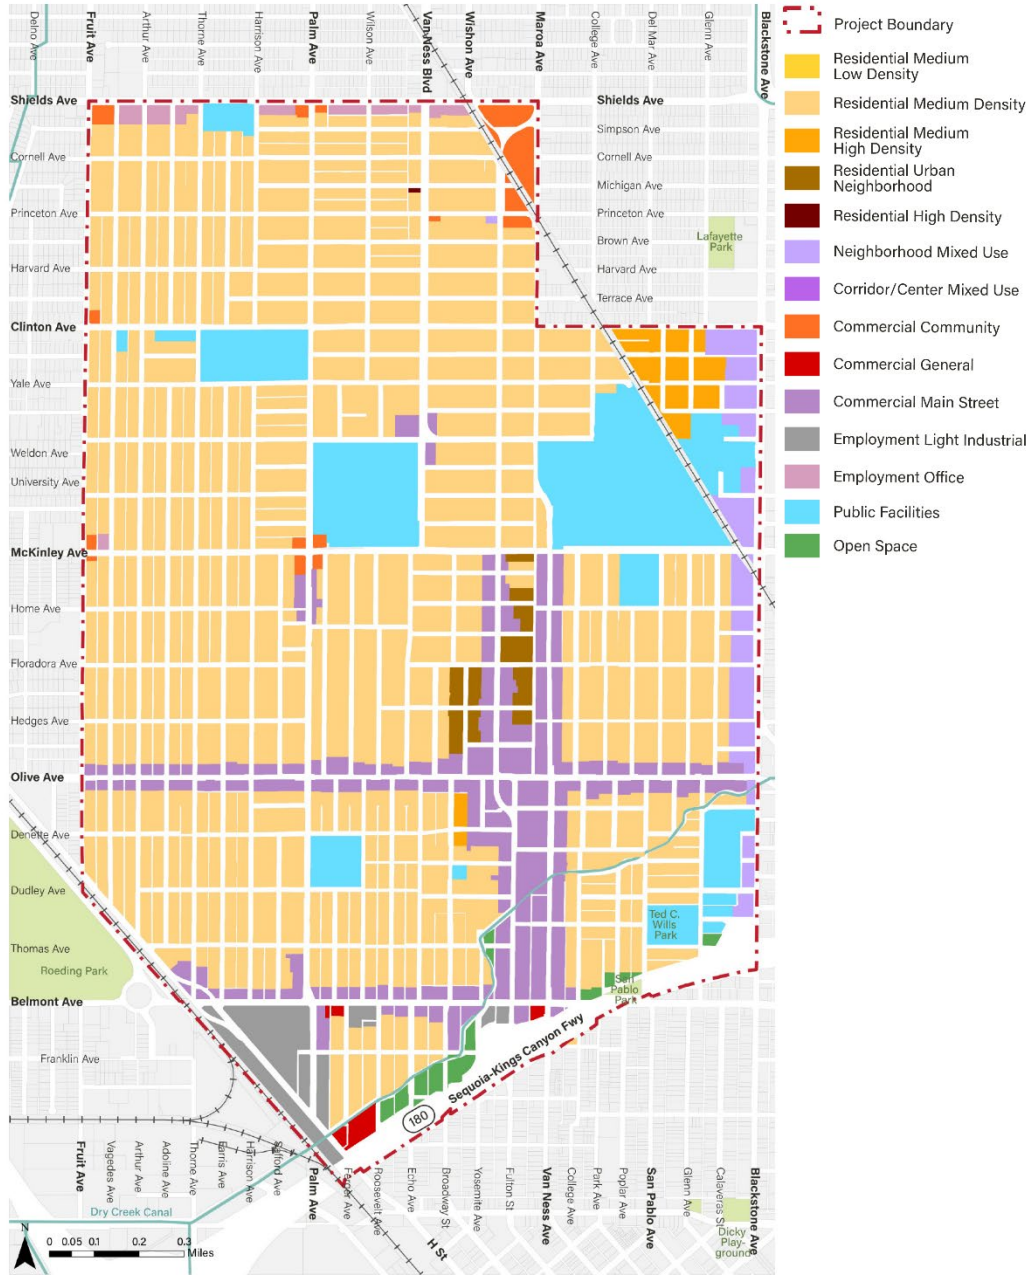 Delno Ave
Fruit Ave
Arthur Ave
Thorne Ave
Harrison Ave
Palm Ave
Wilson Ave
Van Ness Blvd
Wishon Ave
Maroa Ave
College Ave
Del Mar Ave
Glenn Ave
Blackstone Ave
Shields Ave
Cornell Ave
Princeton Ave
Harvard Ave
Clinton Ave
Yale Ave
Weldon Ave
University Ave
McKinley Ave
Home Ave
Floradora Ave
Hedges Ave
Olive Ave
Dudley Ave
Thomas Ave
Roeding Park
Belmont Ave
Franklin Ave
Shields Ave
Simpson Ave
Cornell Ave
Michigan Ave
Princeton Ave
Brown Ave
Harvard Ave
Terrace Ave
Lafayette
Park
Ted C.
Wills
Park
San
Pablo
Park
Sequoia-Kings Canyon Fwy
180
Fruit Ave
Vagedes Ave
Arthur Ave
Adoline Ave
Thorne Ave
Farris Ave
Harrison Ave
Safford Ave
Palm Ave
Ferger Ave
Roosevelt Ave
Echo Ave
Broadway St
Yosemite Ave
Fulton St
Van Ness Ave
College Ave
Park Ave
Poplar Ave
San Pablo Ave
Glenn Ave
Calaveras St
Blackstone Ave
Dry Creek Canal
H St
Dicky
Play-
ground
N
0 0.05 0.1 0.2 0.3
Miles
Project Boundary
Residential Medium
Low Density
Residential Medium Density
Residential Medium
High Density
Residential Urban
Neighborhood
Residential High Density
Neighborhood Mixed Use
Corridor/Center Mixed Use
Commercial Community
Commercial General
Commercial Main Street
Employment Light Industrial
Employment Office
Public Facilities
Open Space